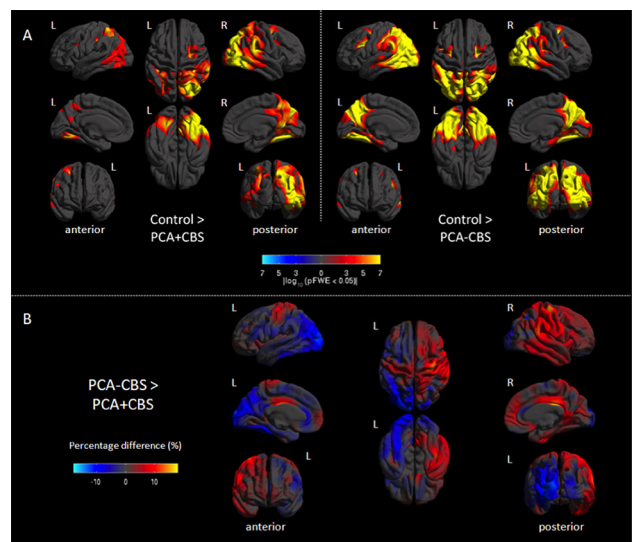 A
L
L
R
L
L
R
L
R
L
R
L
L
L
L
anterior
Control >
PCA+CBS
posterior
anterior
Control >
PCA-CBS
posterior
7 5 3 3 5 7
|log10 (pFWE < 0.05)|
B
L
L
R
PCA-CBS >
PCA+CBS
L
L
R
Percentage difference (%)
-10 0 10
L
L
anterior
posterior